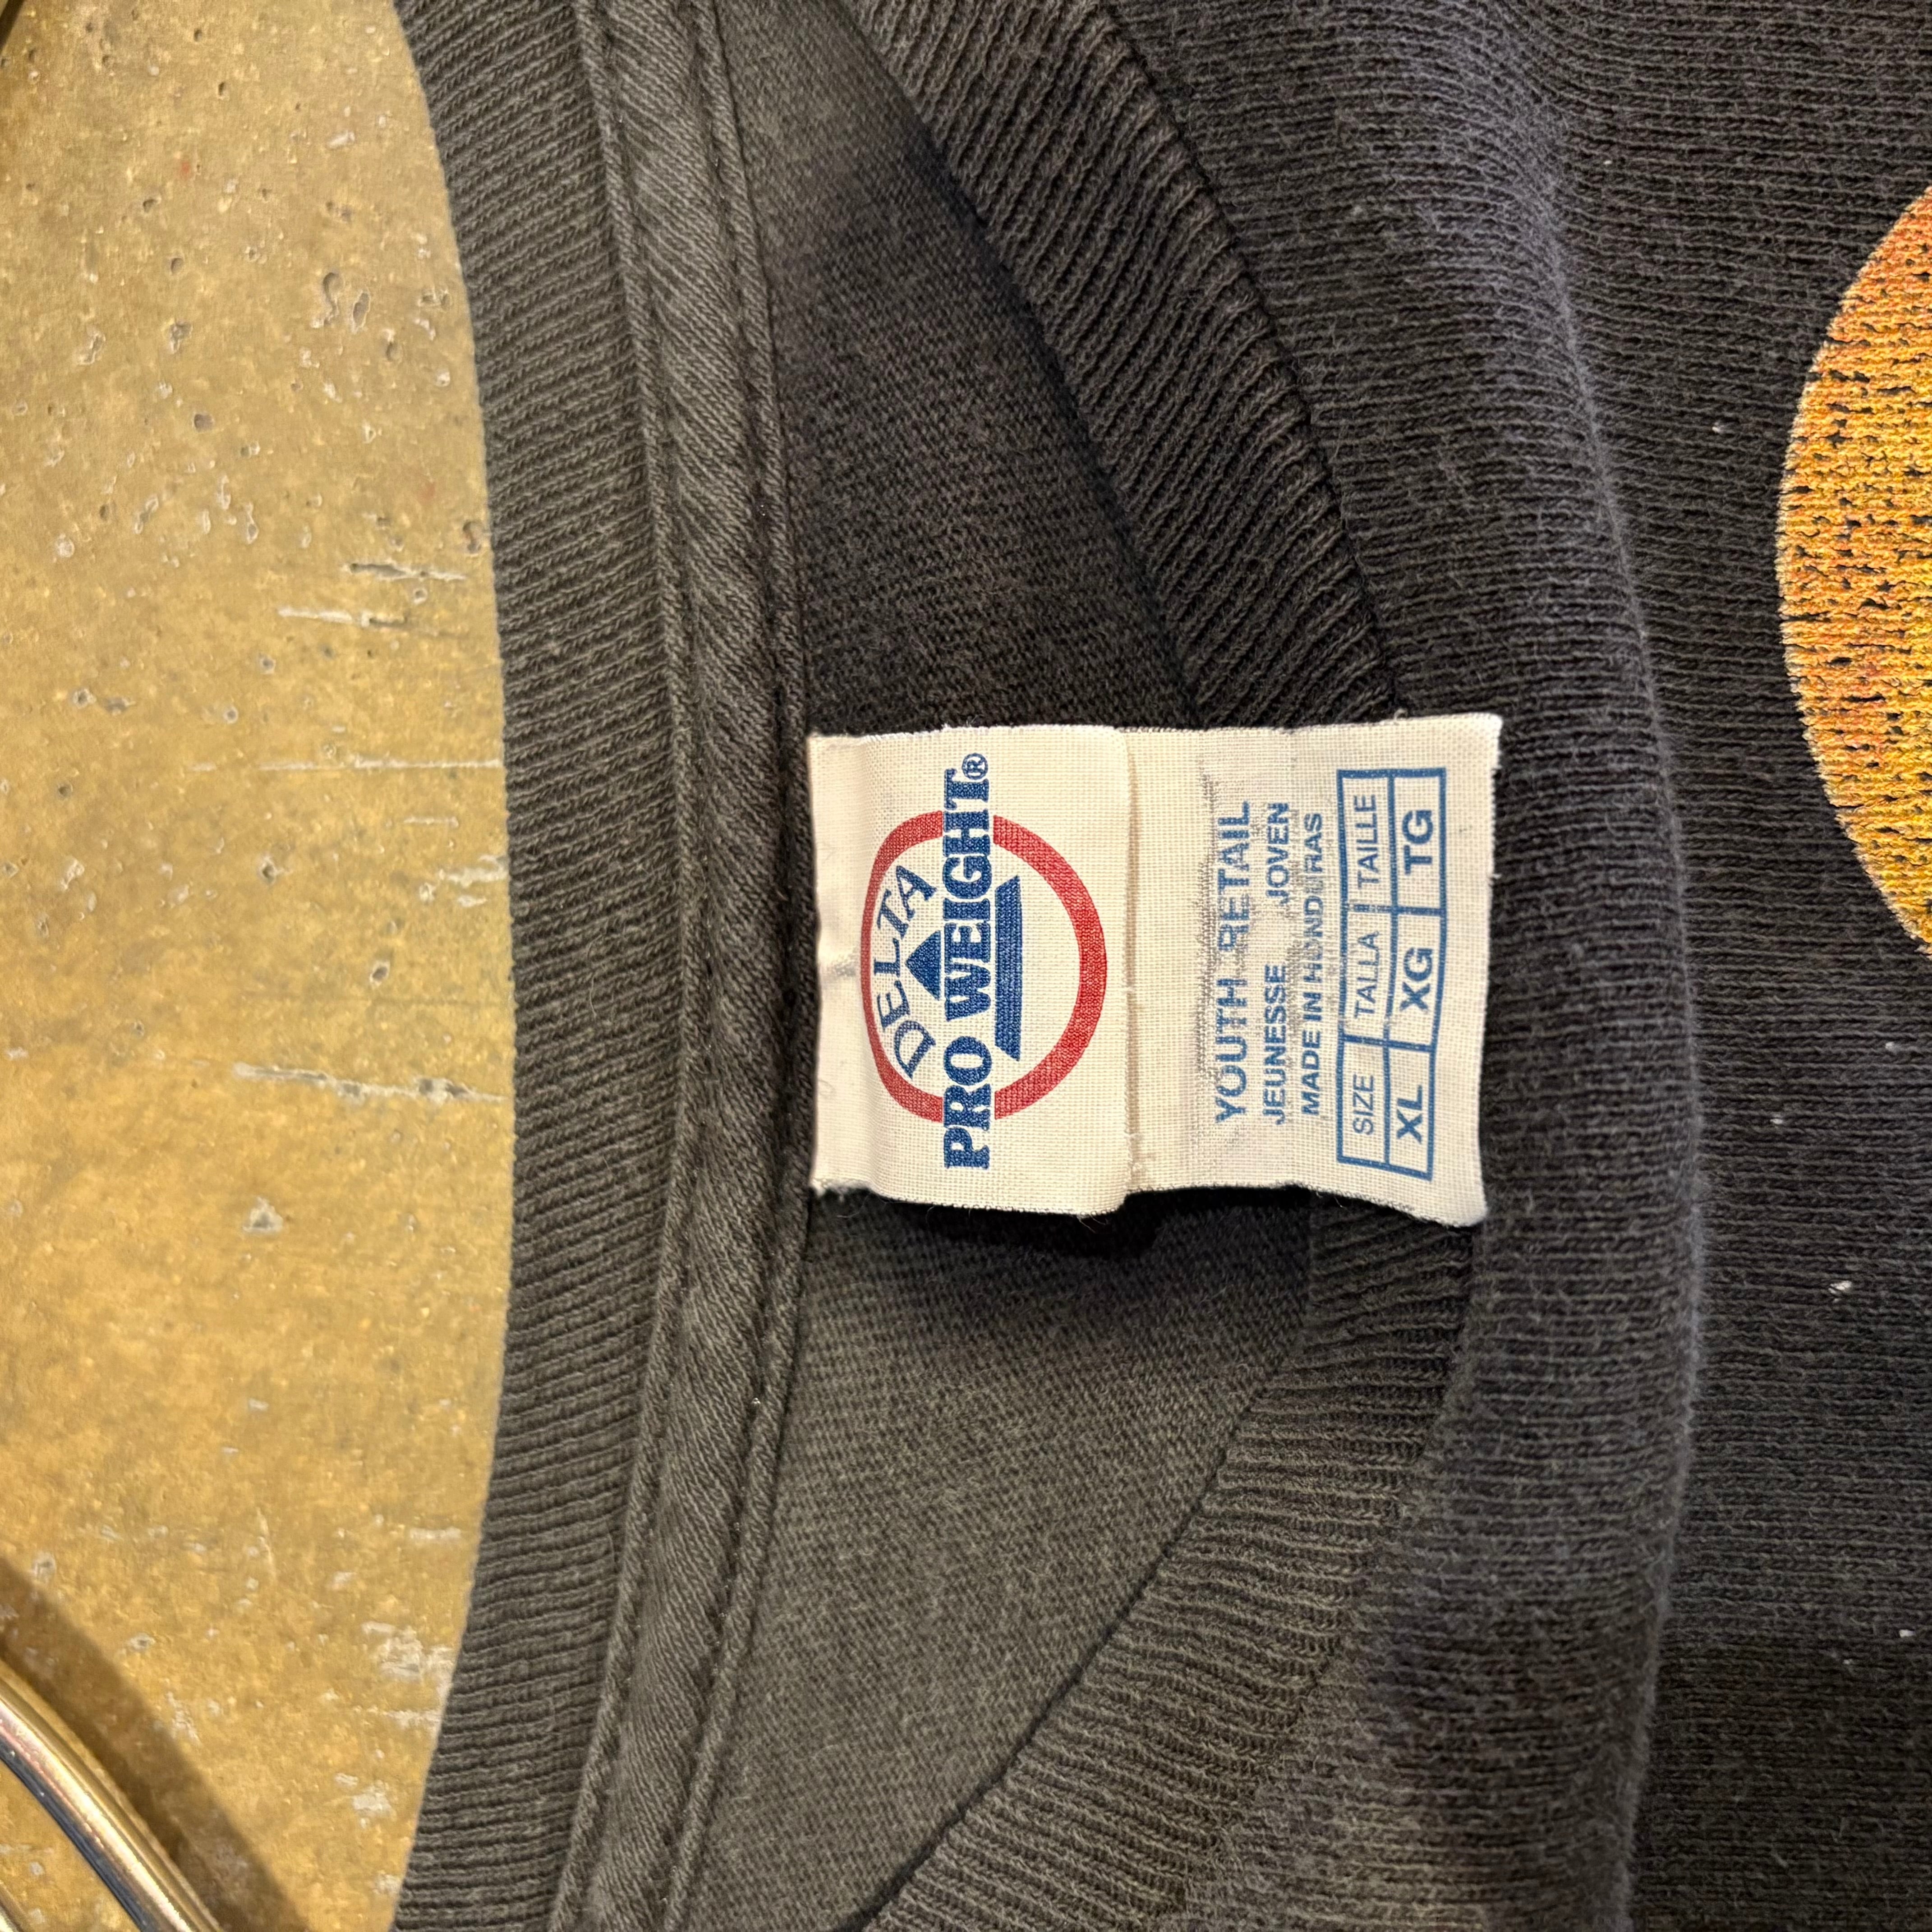 DELTA
PRO WEIGHT®
YOUTH RETAIL
JEUNESSE JOVEN
MADE IN HONDURAS
SIZE TALLA TAILLE
XL XG TG